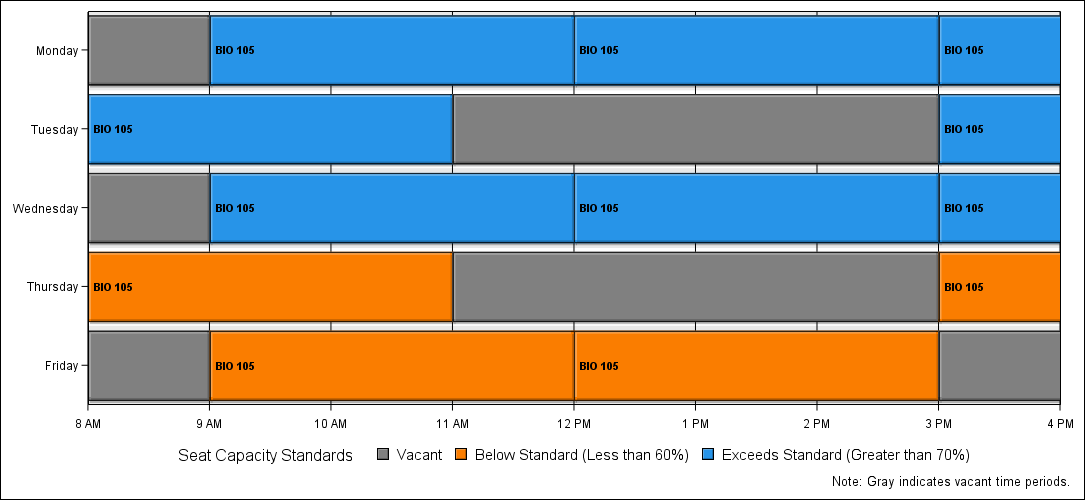 Monday
BIO 105
BIO 105
BIO 105
Tuesday
BIO 105
BIO 105
Wednesday
BIO 105
BIO 105
BIO 105
Thursday
BIO 105
BIO 105
Friday
BIO 105
BIO 105
8 AM 9 AM 10 AM 11 AM 12 PM 1 PM 2 PM 3 PM 4 PM
Seat Capacity Standards Vacant Below Standard (Less than 60%) Exceeds Standard (Greater than 70%)
Note: Gray indicates vacant time periods.